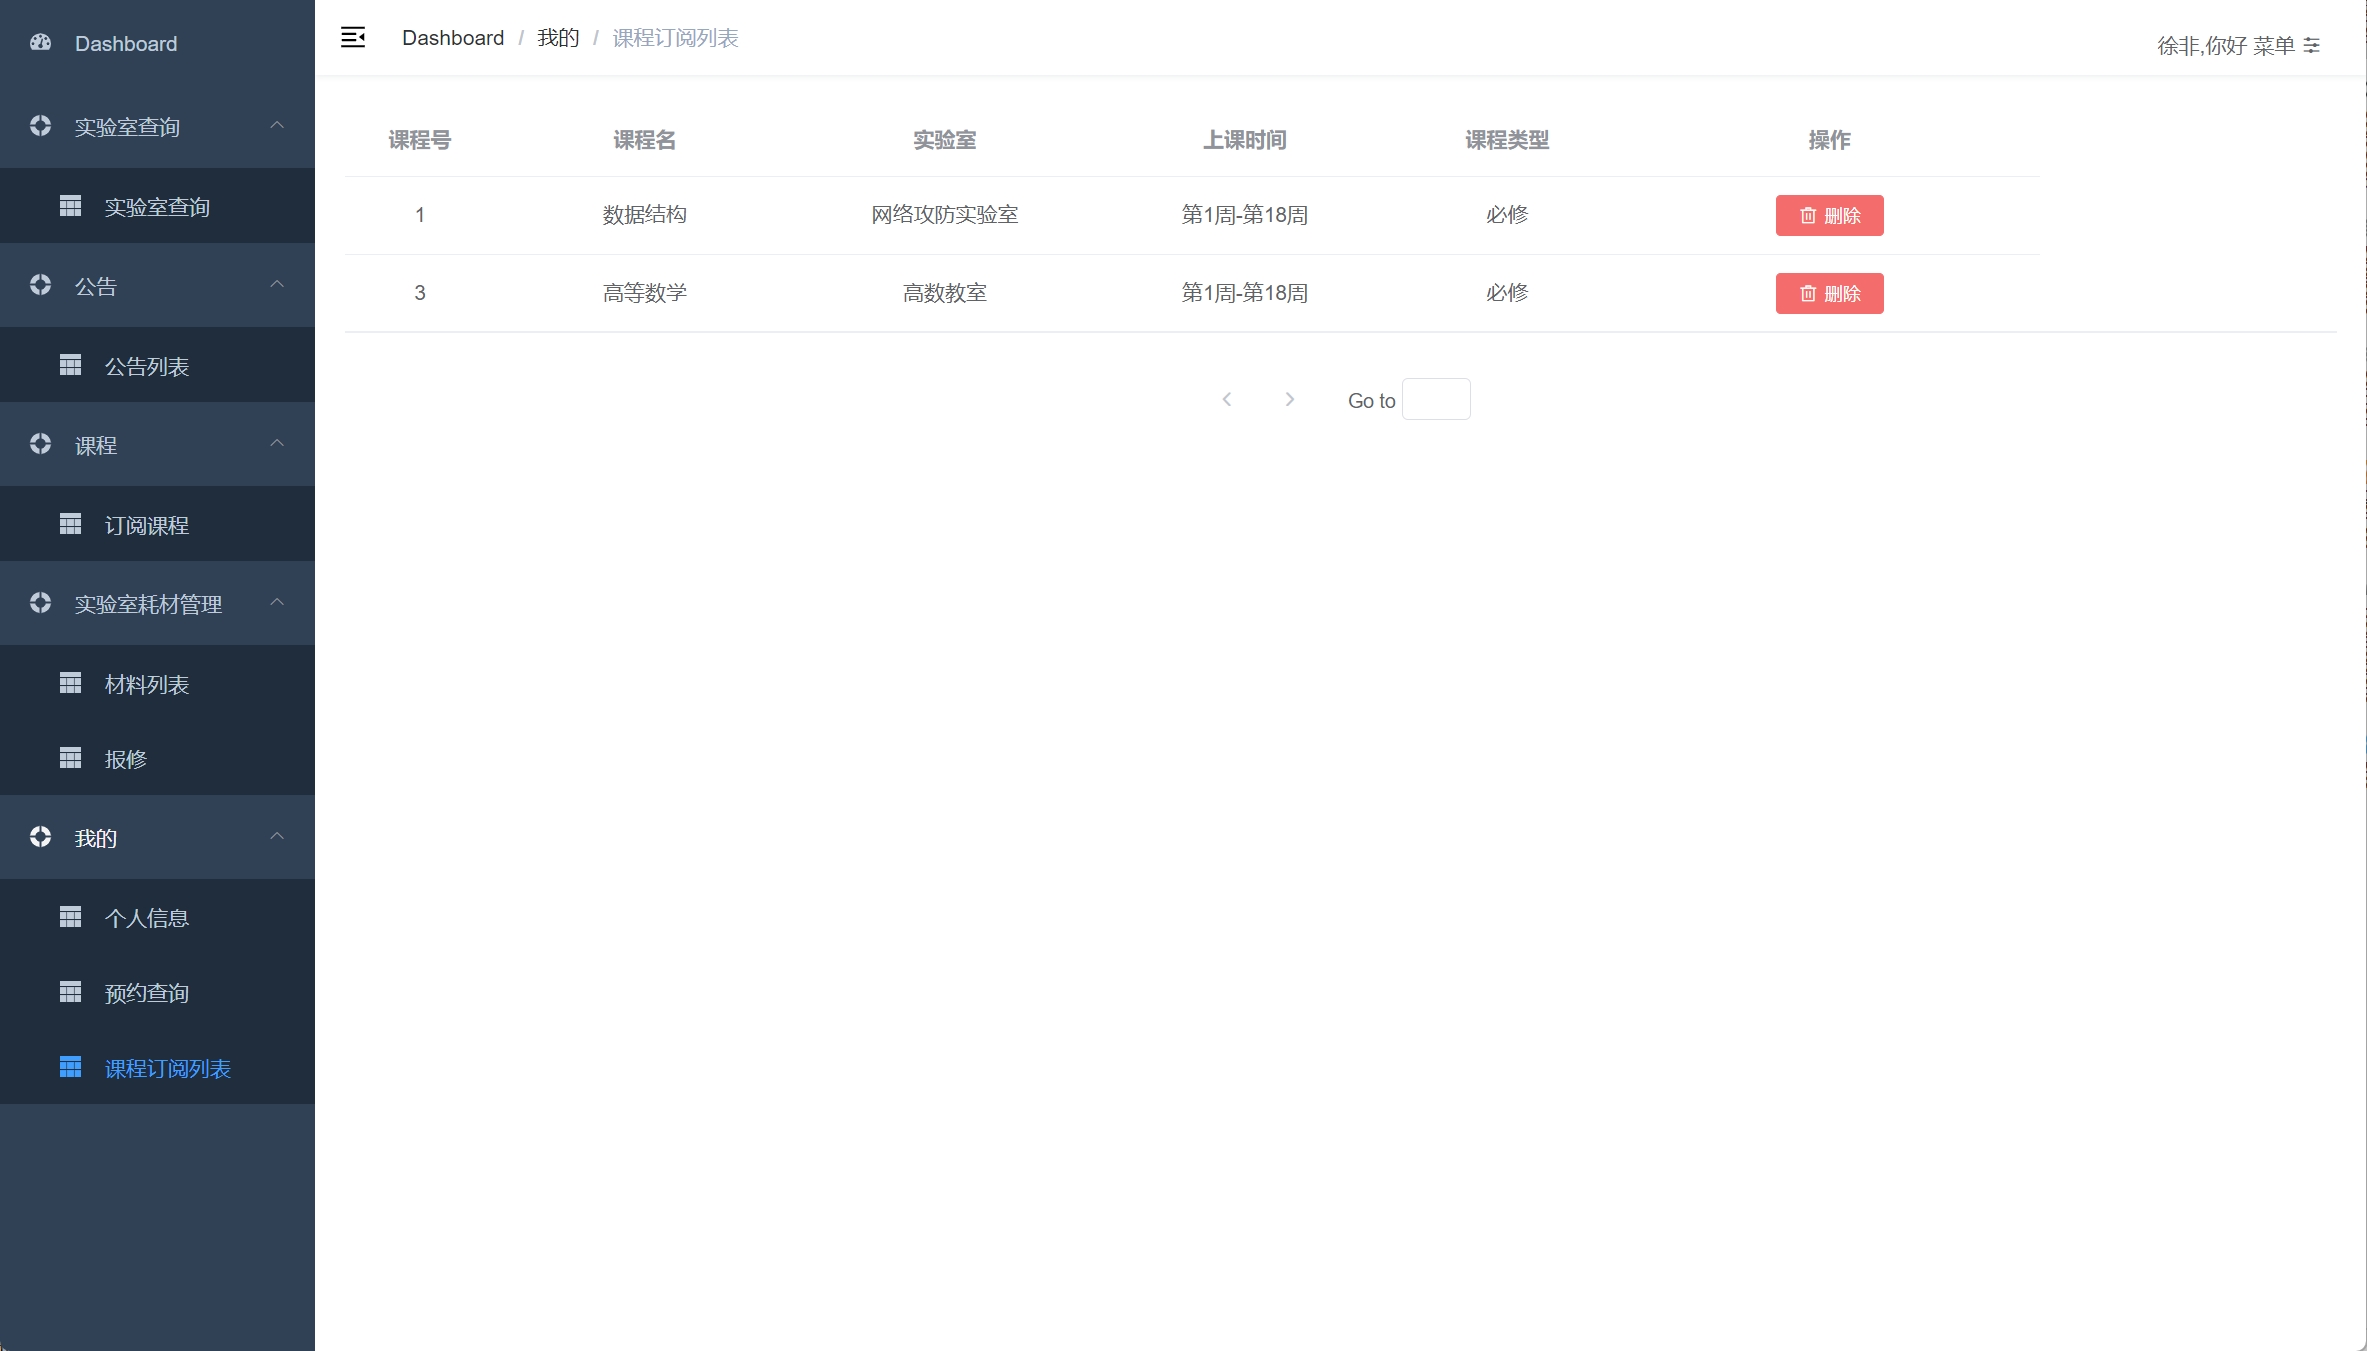 Dashboard
实验室查询
实验室查询
公告
公告列表
课程
订阅课程
实验室耗材管理
材料列表
报修
我的
个人信息
预约查询
课程订阅列表
Dashboard / 我的 / 课程订阅列表
徐非,你好 菜单
课程号 课程名 实验室 上课时间 课程类型 操作
1 数据结构 网络攻防实验室 第1周-第18周 必修 删除
3 高等数学 高数教室 第1周-第18周 必修 删除
Go to